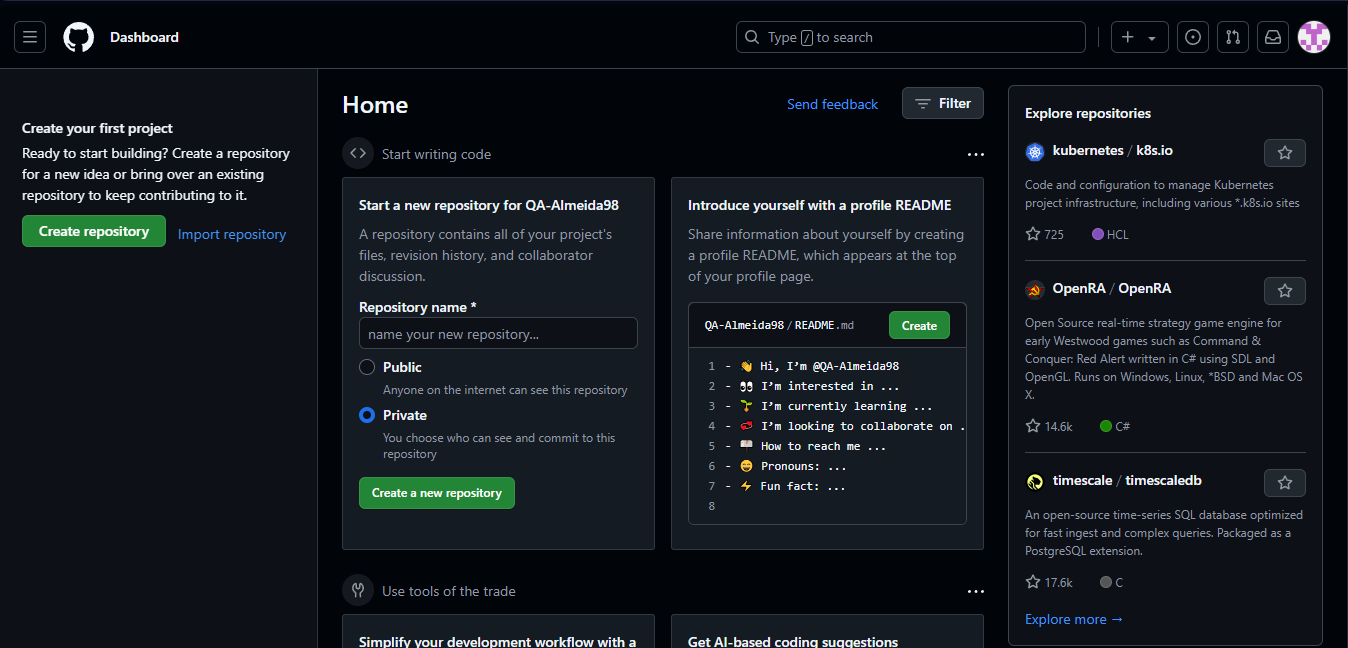 Dashboard
Type / to search
Create your first project
Ready to start building? Create a repository
for a new idea or bring over an existing
repository to keep contributing to it.
Create repository
Import repository
Home
Send feedback
Filter
Start writing code
Start a new repository for QA-Almeida98
A repository contains all of your project's
files, revision history, and collaborator
discussion.
Repository name *
name your new repository...
Public
Anyone on the internet can see this repository
Private
You choose who can see and commit to this
repository
Create a new repository
Introduce yourself with a profile README
Share information about yourself by creating
a profile README, which appears at the top
of your profile page.
QA-Almeida98 / README.md
Create
1 - 👋 Hi, I’m @QA-Almeida98
2 - 👀 I’m interested in ...
3 - 🌱 I’m currently learning ...
4 - 💞️ I’m looking to collaborate on .
5 - 📫 How to reach me ...
6 - 😄 Pronouns: ...
7 - ⚡ Fun fact: ...
8
Use tools of the trade
Simplify your development workflow with a
Get AI-based coding suggestions
Explore repositories
kubernetes / k8s.io
Code and configuration to manage Kubernetes
project infrastructure, including various *.k8s.io sites
725 HCL
OpenRA / OpenRA
Open Source real-time strategy game engine for
early Westwood games such as Command &
Conquer: Red Alert written in C# using SDL and
OpenGL. Runs on Windows, Linux, *BSD and Mac OS
X.
14.6k C#
timescale / timescaledb
An open-source time-series SQL database optimized
for fast ingest and complex queries. Packaged as a
PostgreSQL extension.
17.6k C
Explore more →